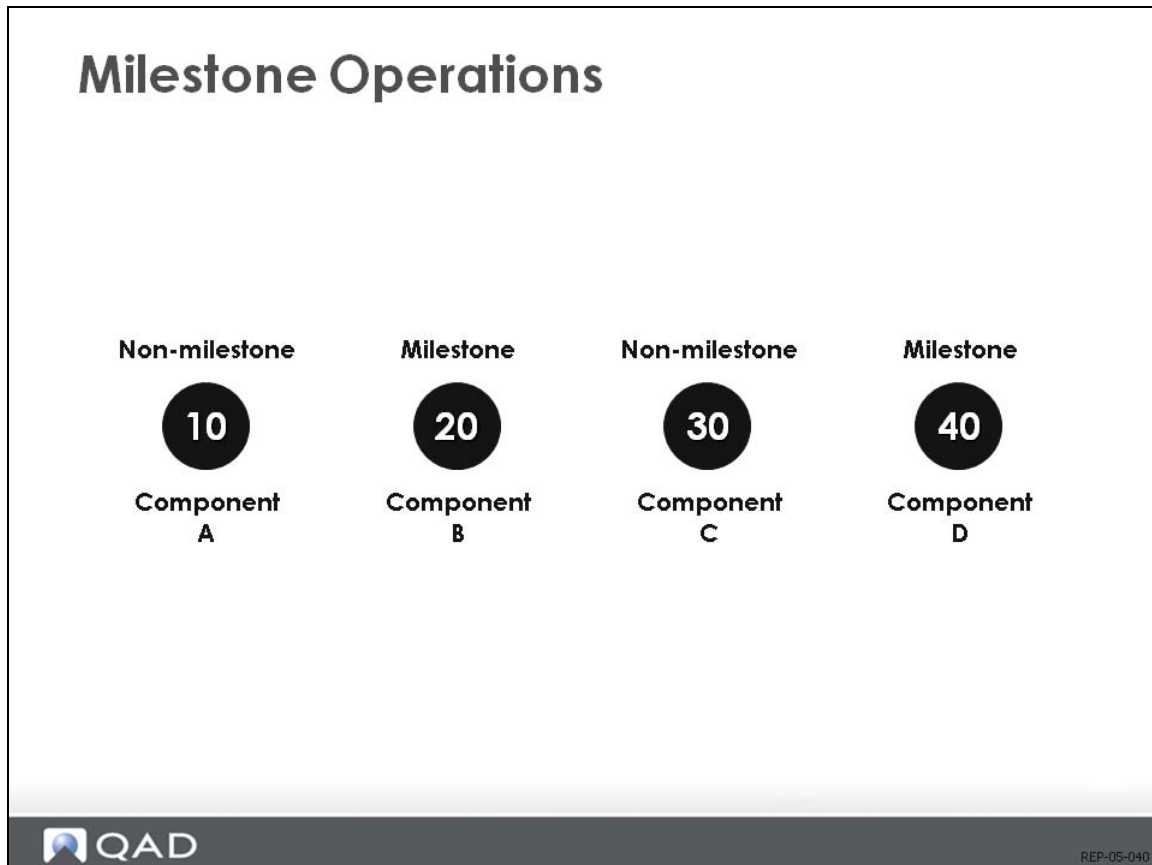 Milestone Operations
Non-milestone Milestone Non-milestone Milestone
10 20 30 40
Component Component Component Component
A B C D
QAD
REP-05-040